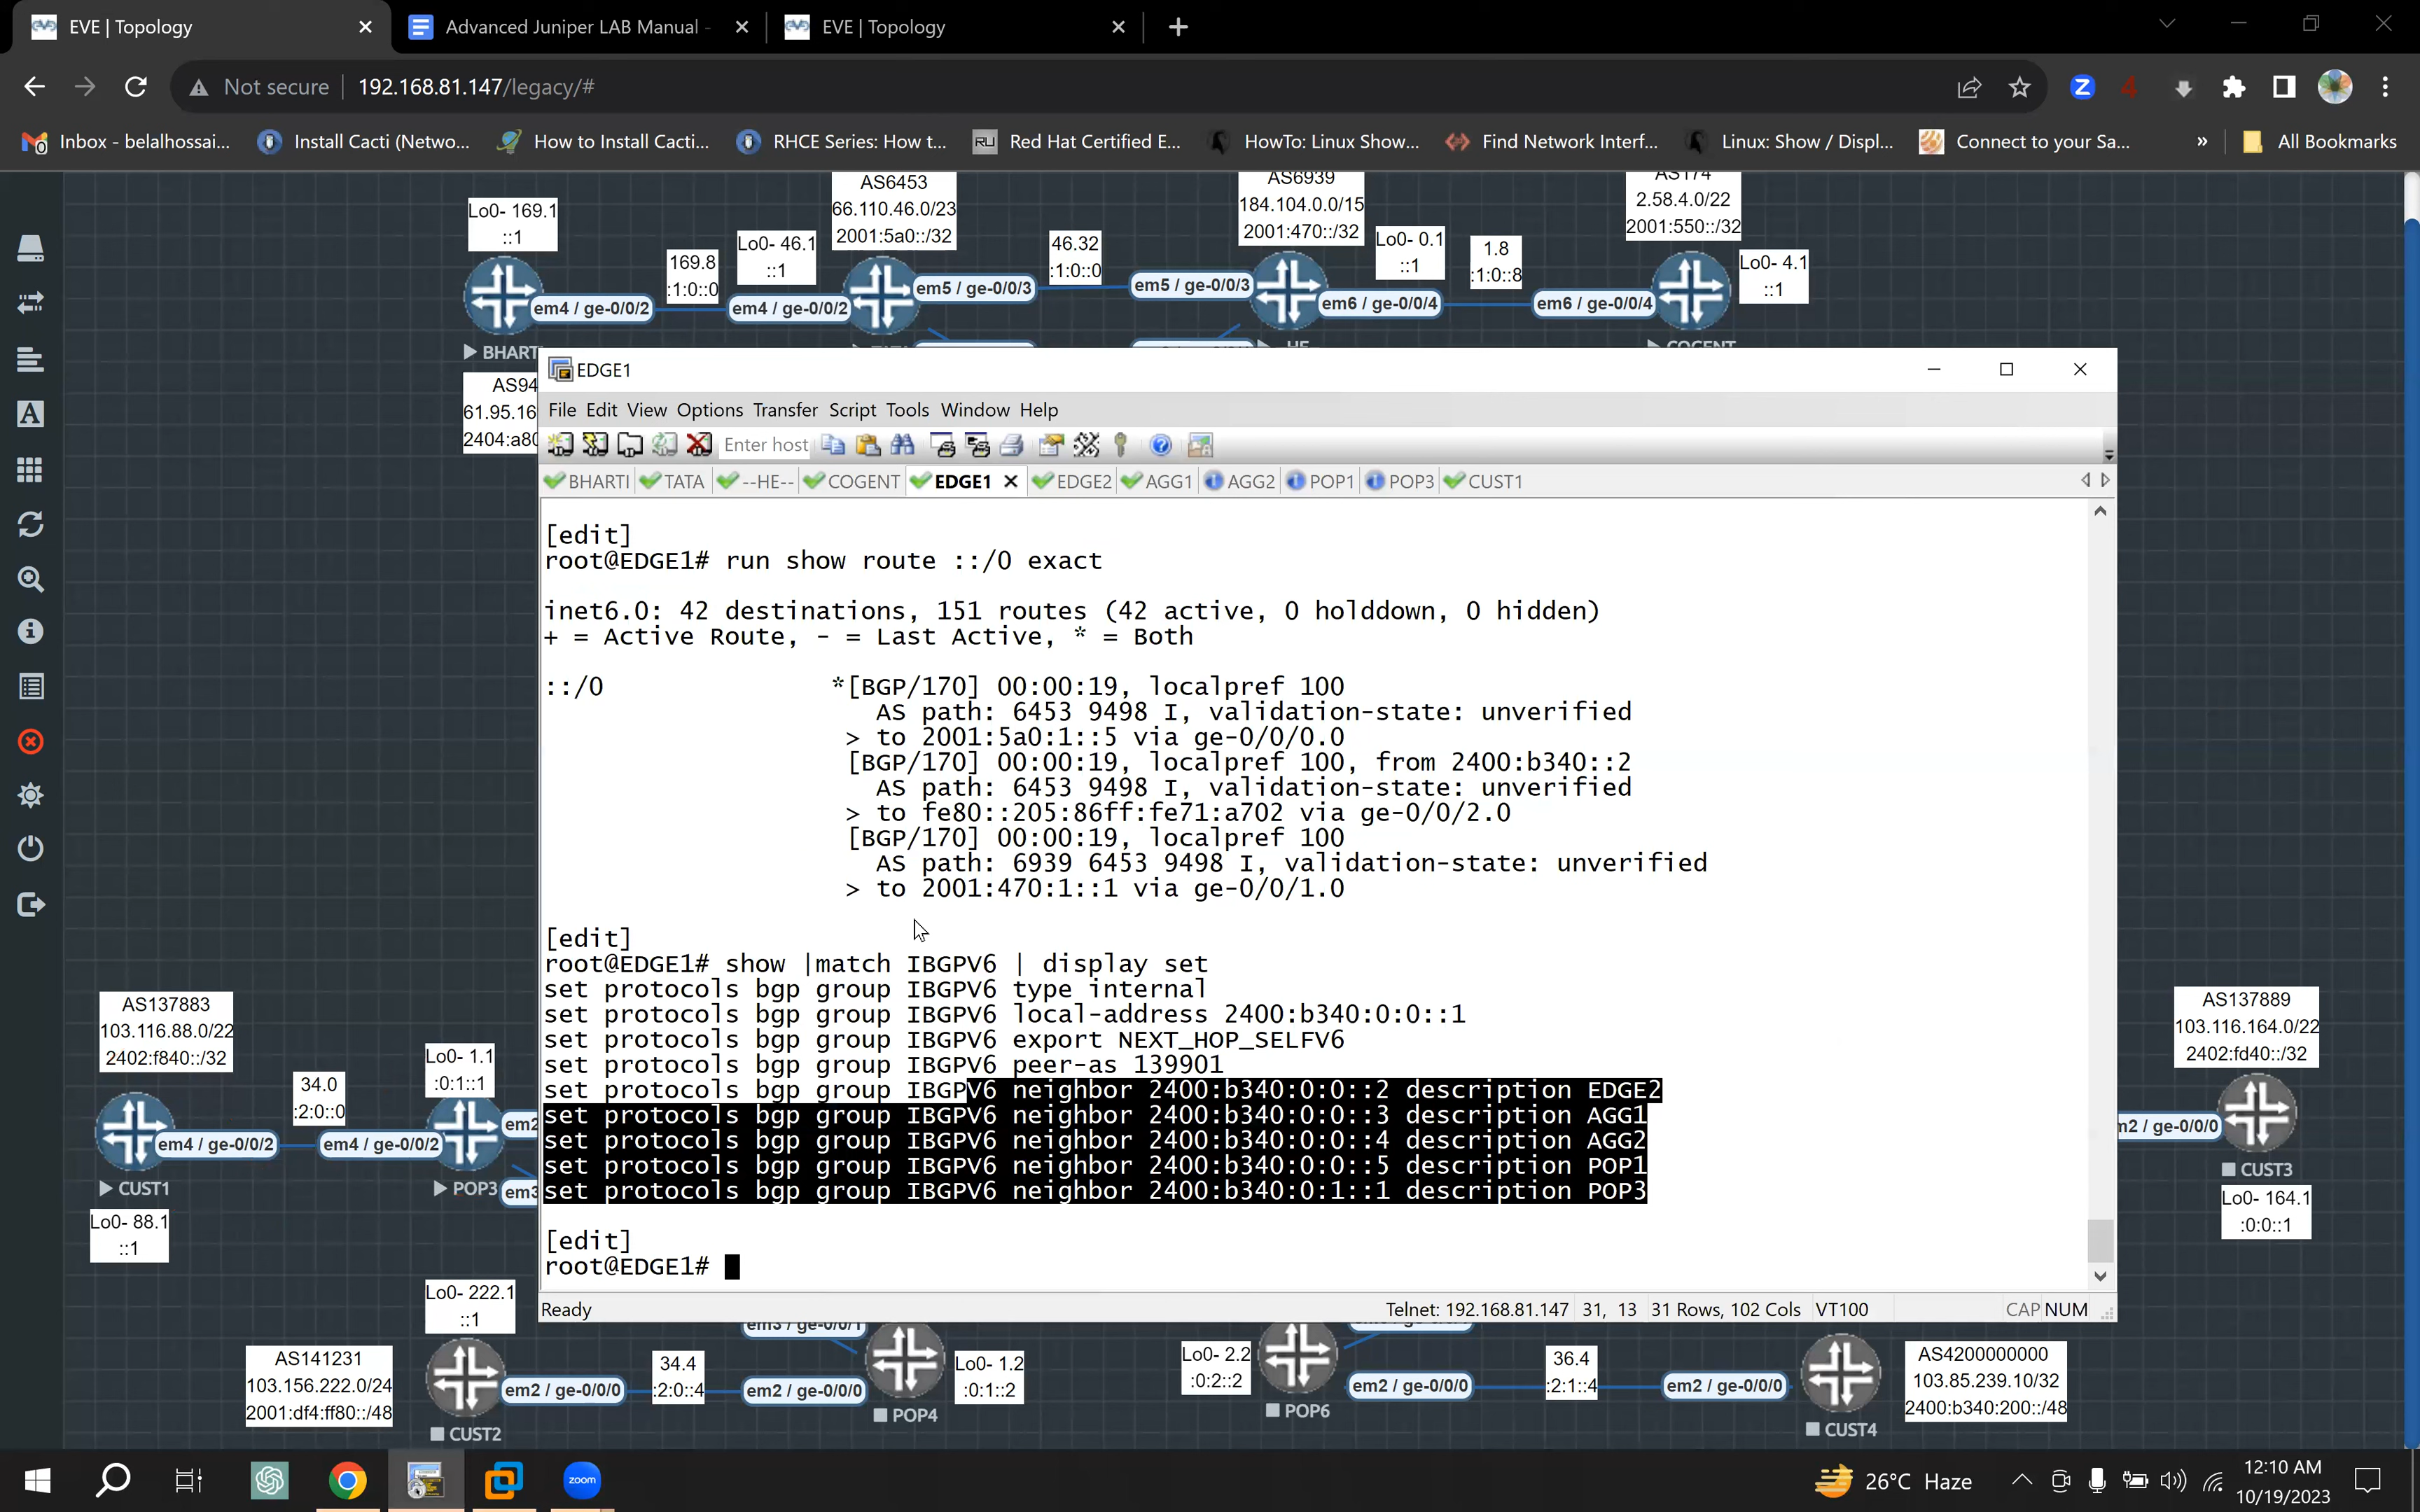 EVE | Topology
Advanced Juniper LAB Manual -
EVE | Topology
Not secure
192.168.81.147/legacy/#
Inbox - belalhossai...
Install Cacti (Netwo...
How to Install Cacti...
RHCE Series: How t...
Red Hat Certified E...
HowTo: Linux Show...
Find Network Interf...
Linux: Show / Displ...
Connect to your Sa...
»
All Bookmarks
Lo0- 169.1
::1
169.8
:1:0::0
Lo0- 46.1
::1
AS6453
66.110.46.0/23
2001:5a0::/32
46.32
:1:0::0
AS6939
184.104.0.0/15
2001:470::/32
Lo0- 0.1
::1
1.8
:1:0::8
AS174
2.58.4.0/22
2001:550::/32
Lo0- 4.1
::1
em4 / ge-0/0/2
em4 / ge-0/0/2
em5 / ge-0/0/3
em5 / ge-0/0/3
em6 / ge-0/0/4
em6 / ge-0/0/4
BHART
HE
COGENT
AS94
61.95.16
2404:a80
EDGE1
File Edit View Options Transfer Script Tools Window Help
Enter host
BHARTI
TATA
--HE--
COGENT
EDGE1
EDGE2
AGG1
AGG2
POP1
POP3
CUST1
[edit]
root@EDGE1# run show route ::/0 exact
inet6.0: 42 destinations, 151 routes (42 active, 0 holddown, 0 hidden)
+ = Active Route, - = Last Active, * = Both
::/0 *[BGP/170] 00:00:19, localpref 100
AS path: 6453 9498 I, validation-state: unverified
> to 2001:5a0:1::5 via ge-0/0/0.0
[BGP/170] 00:00:19, localpref 100, from 2400:b340::2
AS path: 6453 9498 I, validation-state: unverified
> to fe80::205:86ff:fe71:a702 via ge-0/0/2.0
[BGP/170] 00:00:19, localpref 100
AS path: 6939 6453 9498 I, validation-state: unverified
> to 2001:470:1::1 via ge-0/0/1.0
[edit]
root@EDGE1# show |match IBGPV6 | display set
set protocols bgp group IBGPV6 type internal
set protocols bgp group IBGPV6 local-address 2400:b340:0:0::1
set protocols bgp group IBGPV6 export NEXT_HOP_SELFV6
set protocols bgp group IBGPV6 peer-as 139901
set protocols bgp group IBGPV6 neighbor 2400:b340:0:0::2 description EDGE2
set protocols bgp group IBGPV6 neighbor 2400:b340:0:0::3 description AGG1
set protocols bgp group IBGPV6 neighbor 2400:b340:0:0::4 description AGG2
set protocols bgp group IBGPV6 neighbor 2400:b340:0:0::5 description POP1
set protocols bgp group IBGPV6 neighbor 2400:b340:0:1::1 description POP3
[edit]
root@EDGE1#
Ready
Telnet: 192.168.81.147
31, 13
31 Rows, 102 Cols
VT100
CAP NUM
AS137883
103.116.88.0/22
2402:f840::/32
34.0
:2:0::0
Lo0- 1.1
:0:1::1
em4 / ge-0/0/2
em4 / ge-0/0/2
em2
em3
CUST1
POP3
Lo0- 88.1
::1
AS137889
103.116.164.0/22
2402:fd40::/32
m2 / ge-0/0/0
CUST3
Lo0- 164.1
:0:0::1
Lo0- 222.1
::1
AS141231
103.156.222.0/24
2001:df4:ff80::/48
em2 / ge-0/0/0
34.4
:2:0::4
em3 / ge-0/0/1
em2 / ge-0/0/0
Lo0- 1.2
:0:1::2
CUST2
POP4
Lo0- 2.2
:0:2::2
em2 / ge-0/0/0
36.4
:2:1::4
em2 / ge-0/0/0
POP6
CUST4
AS4200000000
103.85.239.10/32
2400:b340:200::/48
zoom
26°C Haze
12:10 AM
10/19/2023